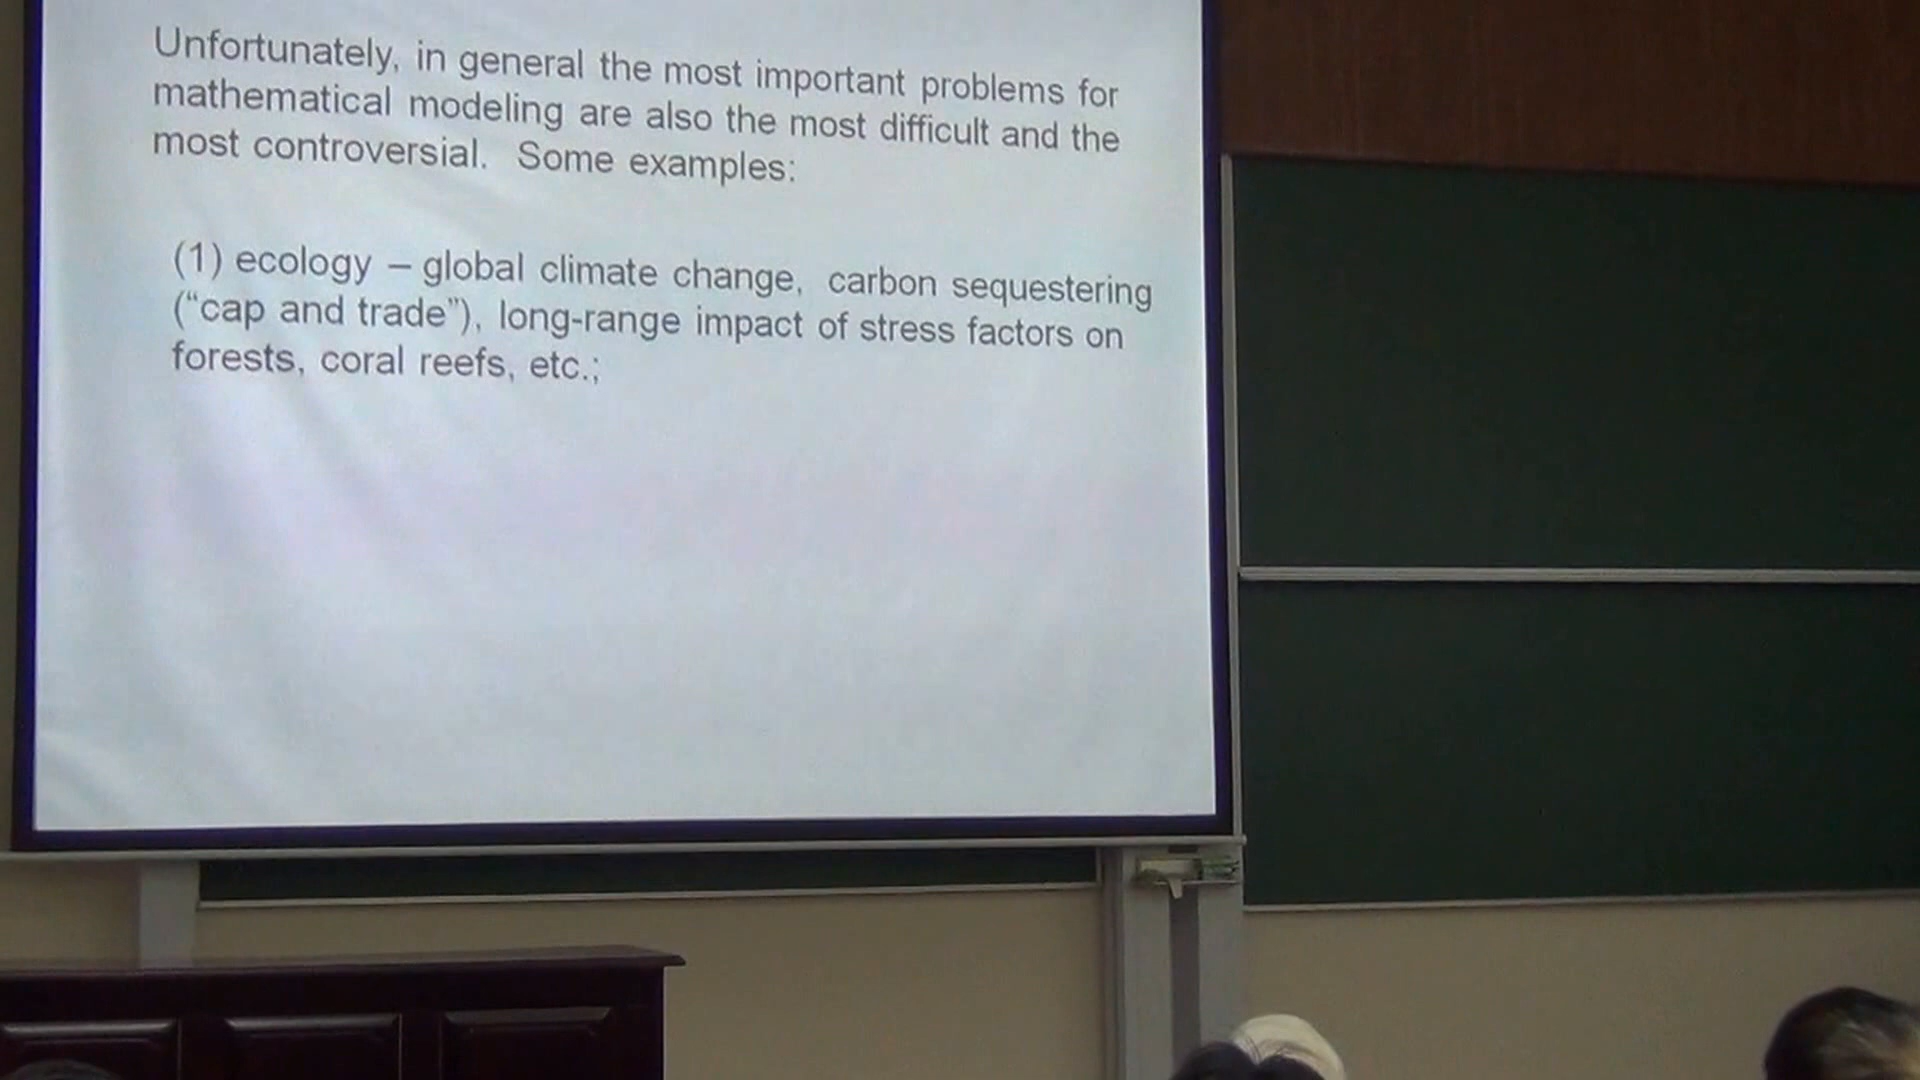 Unfortunately, in general the most important problems for
mathematical modeling are also the most difficult and the
most controversial. Some examples:
(1) ecology – global climate change, carbon sequestering
(“cap and trade”), long-range impact of stress factors on
forests, coral reefs, etc.;